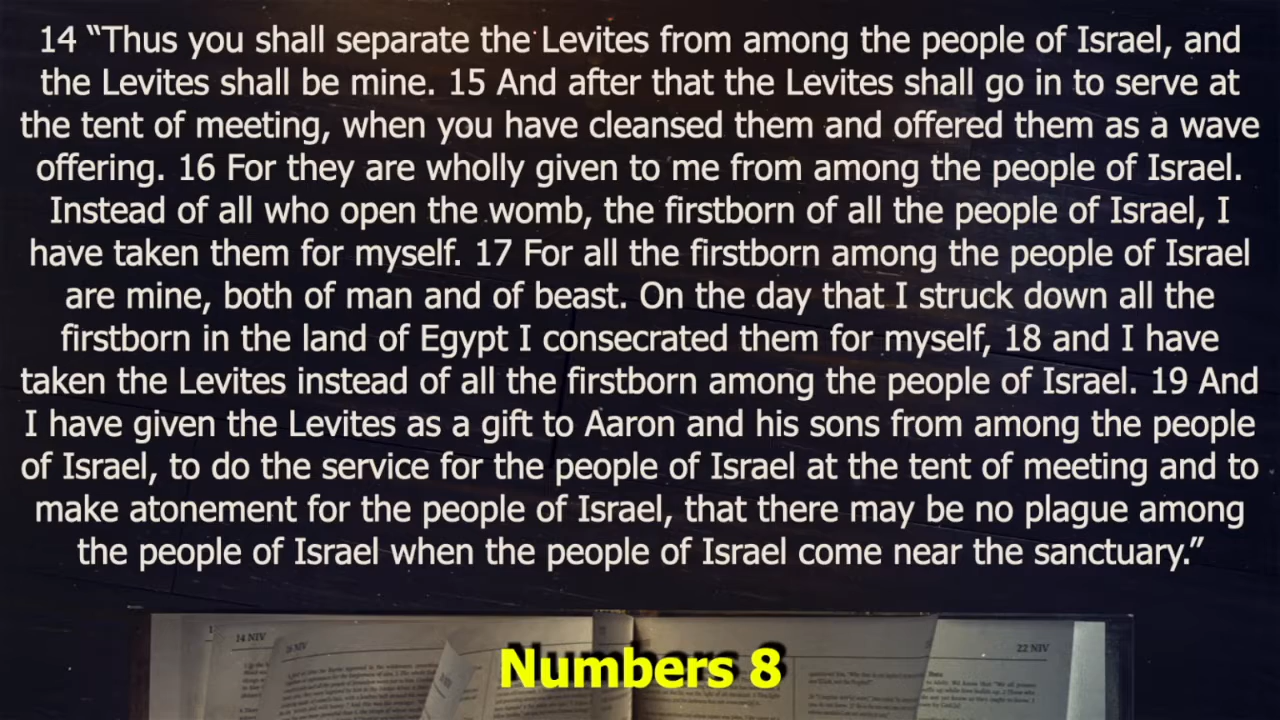 14 “Thus you shall separate the Levites from among the people of Israel, and
the Levites shall be mine. 15 And after that the Levites shall go in to serve at
the tent of meeting, when you have cleansed them and offered them as a wave
offering. 16 For they are wholly given to me from among the people of Israel.
Instead of all who open the womb, the firstborn of all the people of Israel, I
have taken them for myself. 17 For all the firstborn among the people of Israel
are mine, both of man and of beast. On the day that I struck down all the
firstborn in the land of Egypt I consecrated them for myself, 18 and I have
taken the Levites instead of all the firstborn among the people of Israel. 19 And
I have given the Levites as a gift to Aaron and his sons from among the people
of Israel, to do the service for the people of Israel at the tent of meeting and to
make atonement for the people of Israel, that there may be no plague among
the people of Israel when the people of Israel come near the sanctuary.”
14 NIV
22 NIV
Numbers 8